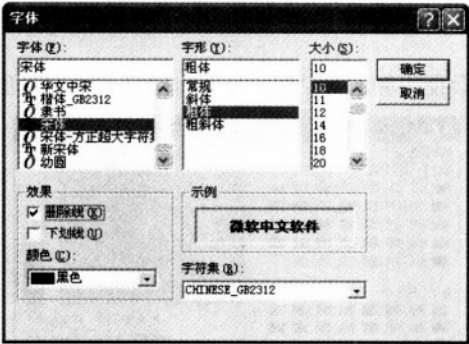 字体
字体(F):
宋体
华文中宋
楷体_GB2312
隶书
宋体
宋体-方正超大字符集
新宋体
幼圆
字形(Y):
粗体
常规
斜体
粗体
粗斜体
大小(S):
10
10
11
12
14
16
18
20
确定
取消
效果
删除线(K)
下划线(U)
颜色(C):
黑色
示例
微软中文软件
字符集(R):
CHINESE_GB2312